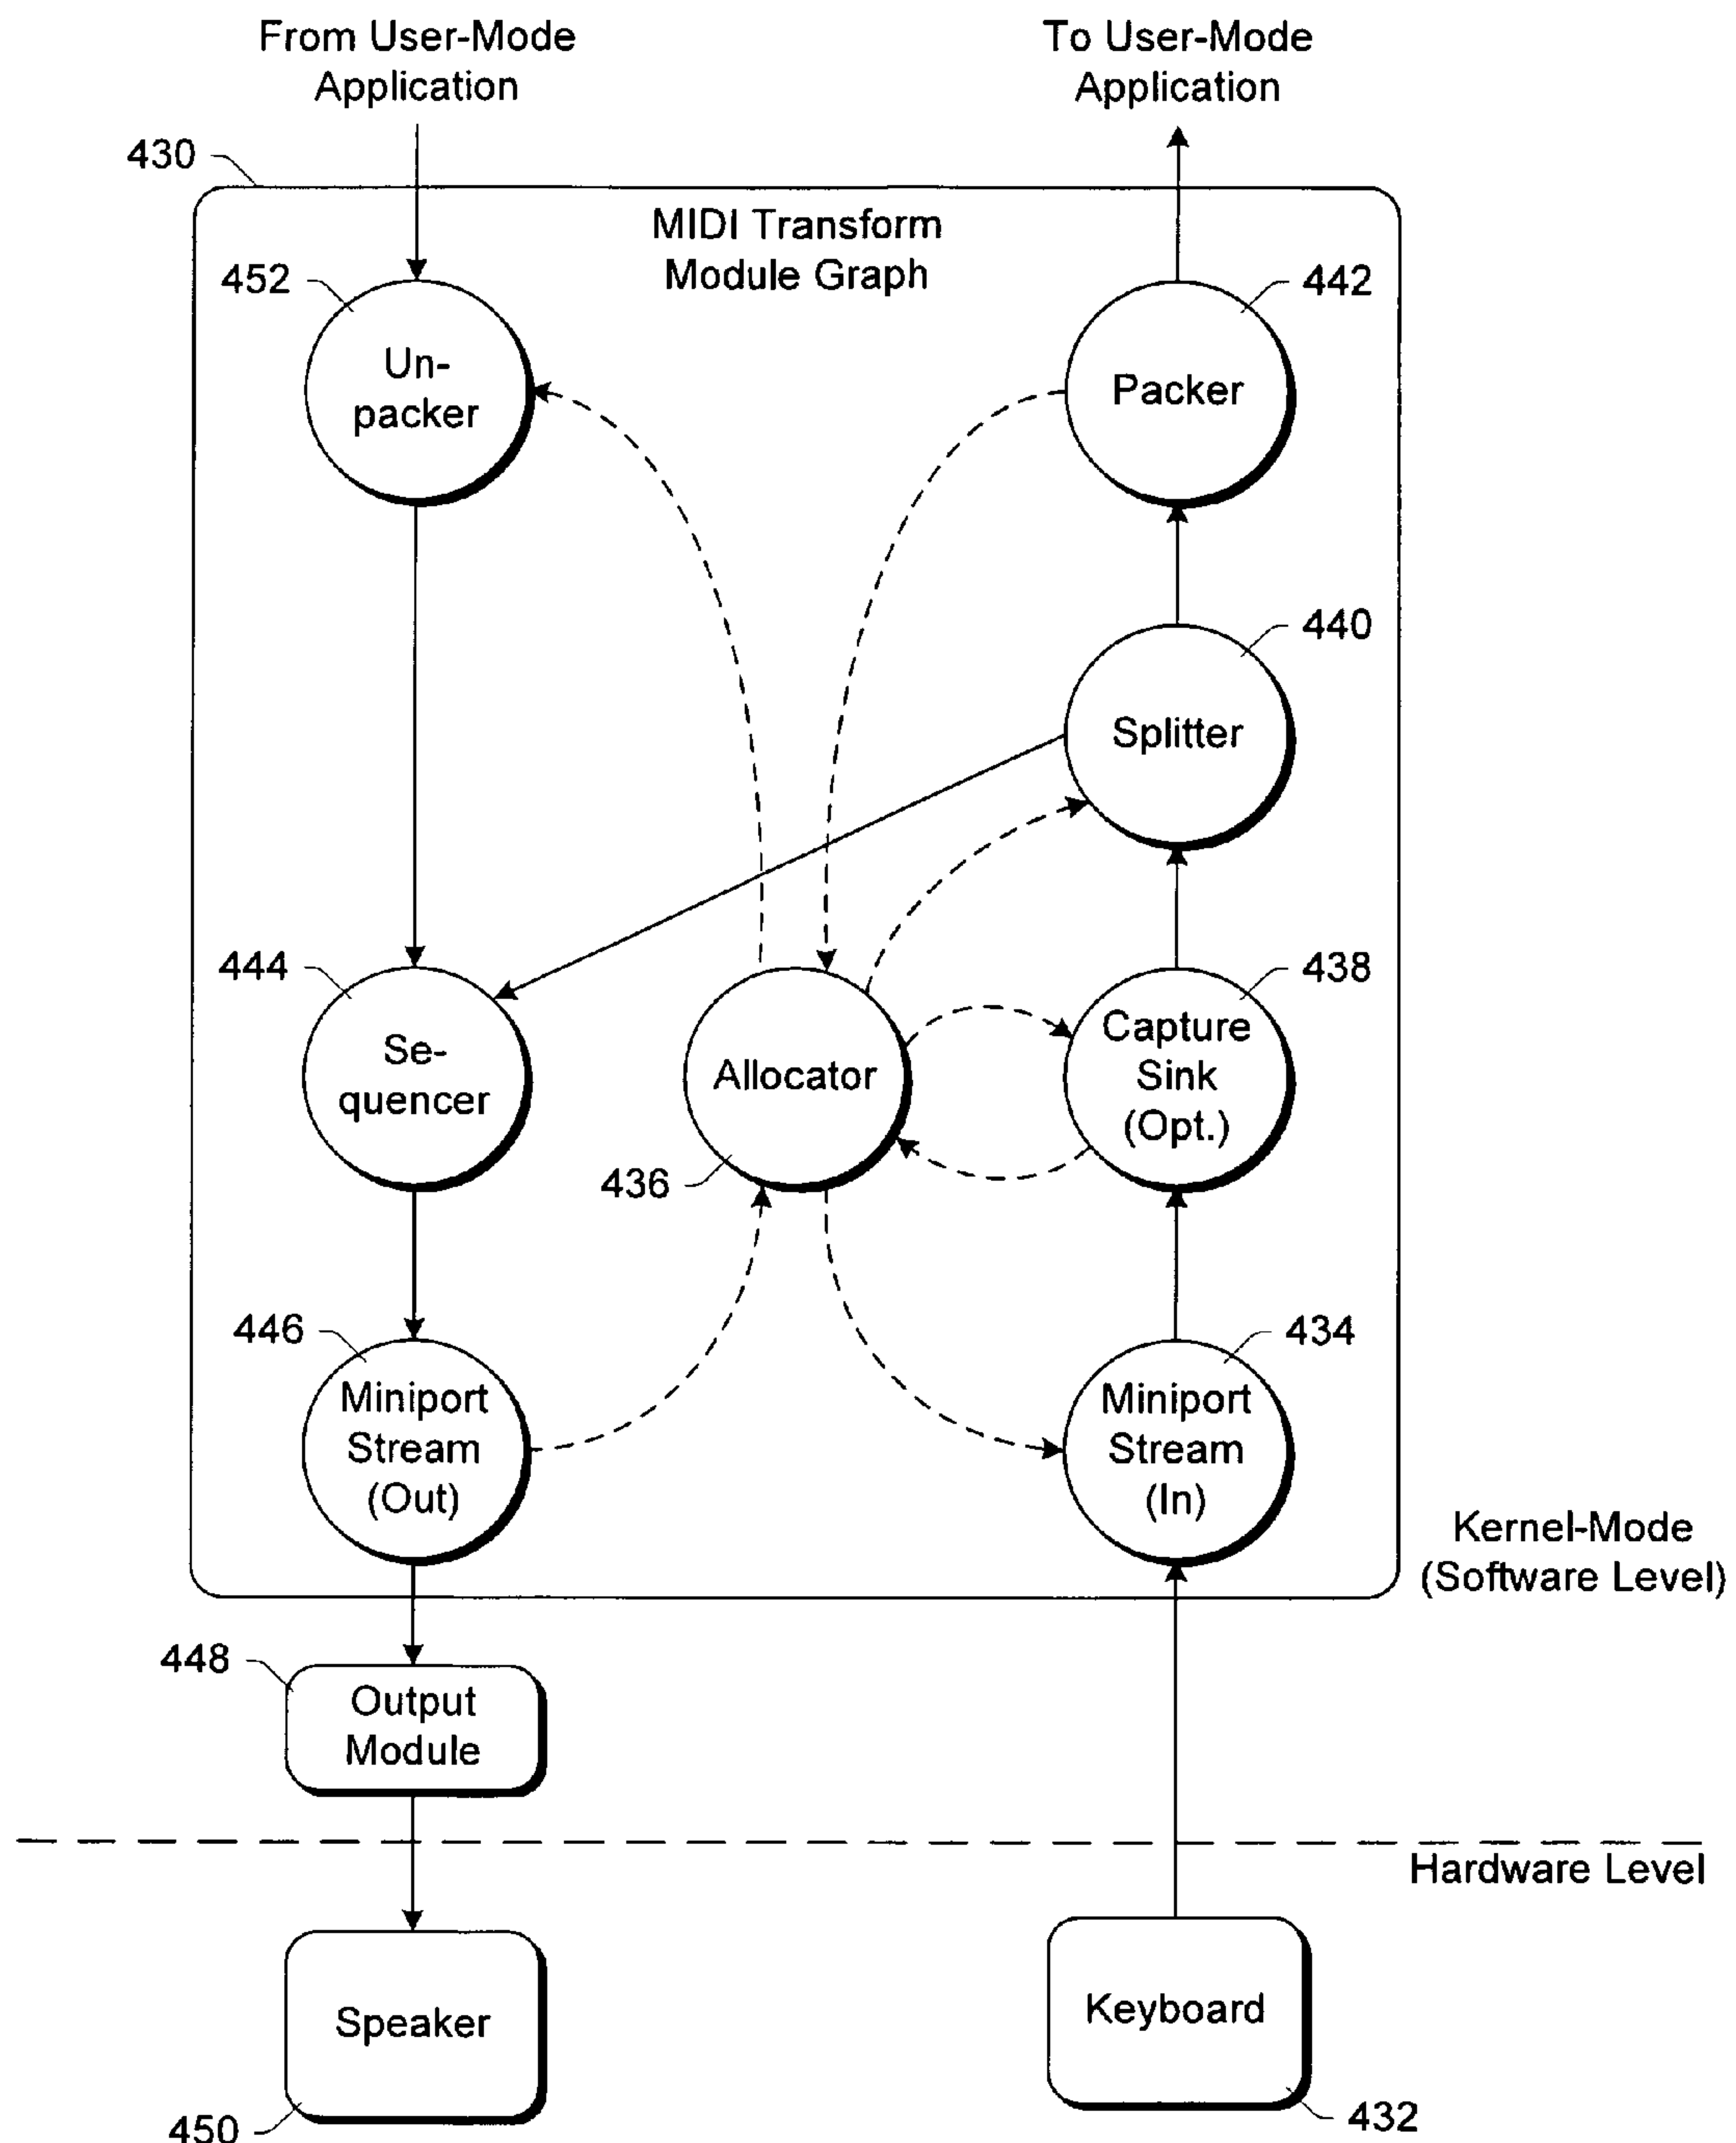 From User-Mode
Application
To User-Mode
Application
430
MIDI Transform
Module Graph
452
Un-
packer
442
Packer
440
Splitter
444
Se-
quencer
Allocator
436
438
Capture
Sink
(Opt.)
446
Miniport
Stream
(Out)
434
Miniport
Stream
(In)
Kernel-Mode
(Software Level)
448
Output
Module
Hardware Level
Speaker
450
Keyboard
432